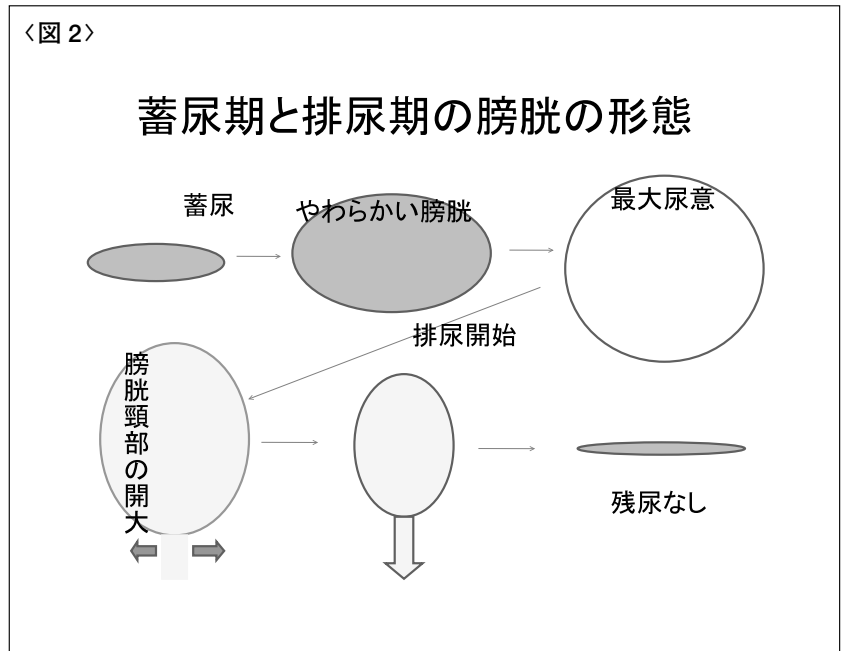 〈図 2〉
蓄尿期と排尿期の膀胱の形態
蓄尿
やわらかい膀胱
最大尿意
排尿開始
膀胱頸部の開大
残尿なし